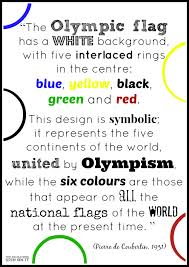 "The Olympic flag
has a WHITE background,
with five interlaced rings
in the centre:
blue, yellow, black,
green and red.
This design is symbolic;
it represents the five
continents of the world,
united by Olympism,
while the six colours are those
that appear on ALL the
national flags of the WORLD
at the present time."
(Pierre de Coubertin, 1931)